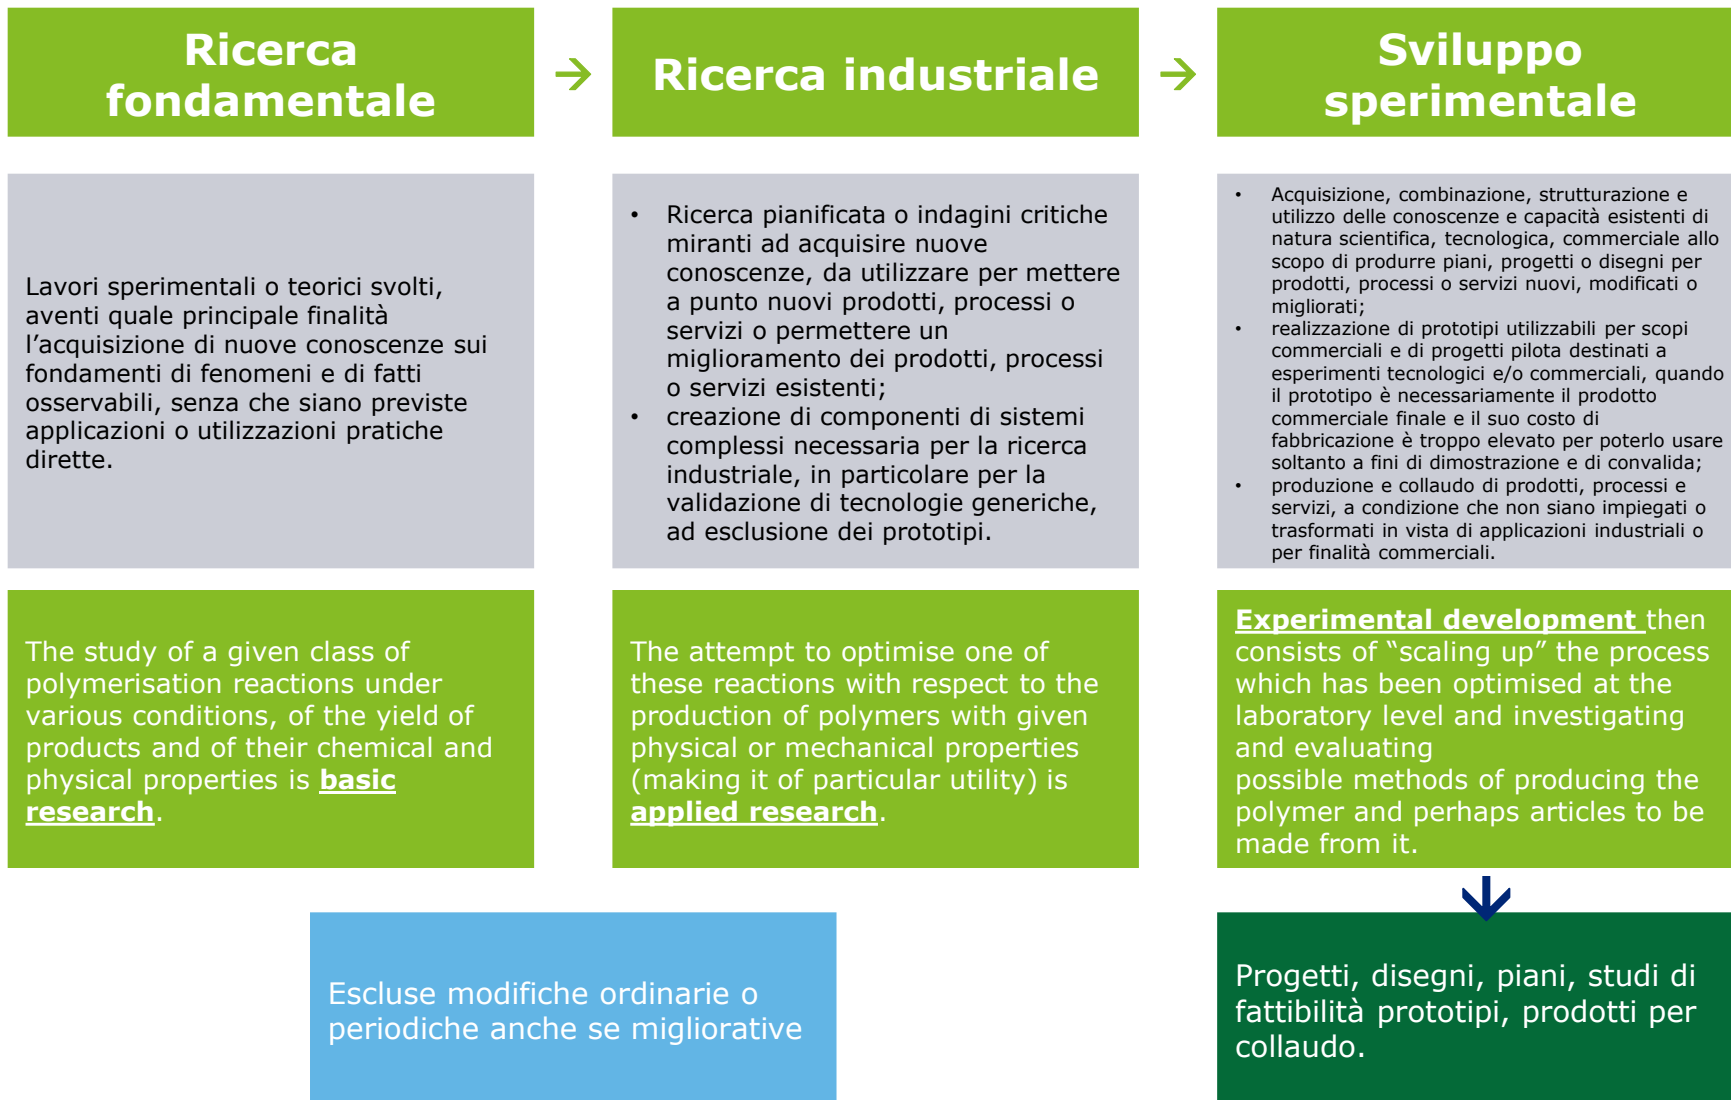 Ricerca
fondamentale
→
Ricerca industriale
→
Sviluppo
sperimentale
Lavori sperimentali o teorici svolti,
aventi quale principale finalità
l’acquisizione di nuove conoscenze sui
fondamenti di fenomeni e di fatti
osservabili, senza che siano previste
applicazioni o utilizzazioni pratiche
dirette.
• Ricerca pianificata o indagini critiche
miranti ad acquisire nuove
conoscenze, da utilizzare per mettere
a punto nuovi prodotti, processi o
servizi o permettere un
miglioramento dei prodotti, processi
o servizi esistenti;
• creazione di componenti di sistemi
complessi necessaria per la ricerca
industriale, in particolare per la
validazione di tecnologie generiche,
ad esclusione dei prototipi.
• Acquisizione, combinazione, strutturazione e
utilizzo delle conoscenze e capacità esistenti di
natura scientifica, tecnologica, commerciale allo
scopo di produrre piani, progetti o disegni per
prodotti, processi o servizi nuovi, modificati o
migliorati;
• realizzazione di prototipi utilizzabili per scopi
commerciali e di progetti pilota destinati a
esperimenti tecnologici e/o commerciali, quando
il prototipo è necessariamente il prodotto
commerciale finale e il suo costo di
fabbricazione è troppo elevato per poterlo usare
soltanto a fini di dimostrazione e di convalida;
• produzione e collaudo di prodotti, processi e
servizi, a condizione che non siano impiegati o
trasformati in vista di applicazioni industriali o
per finalità commerciali.
The study of a given class of
polymerisation reactions under
various conditions, of the yield of
products and of their chemical and
physical properties is basic
research.
The attempt to optimise one of
these reactions with respect to the
production of polymers with given
physical or mechanical properties
(making it of particular utility) is
applied research.
Experimental development then
consists of “scaling up” the process
which has been optimised at the
laboratory level and investigating
and evaluating
possible methods of producing the
polymer and perhaps articles to be
made from it.
Escluse modifiche ordinarie o
periodiche anche se migliorative
Progetti, disegni, piani, studi di
fattibilità prototipi, prodotti per
collaudo.